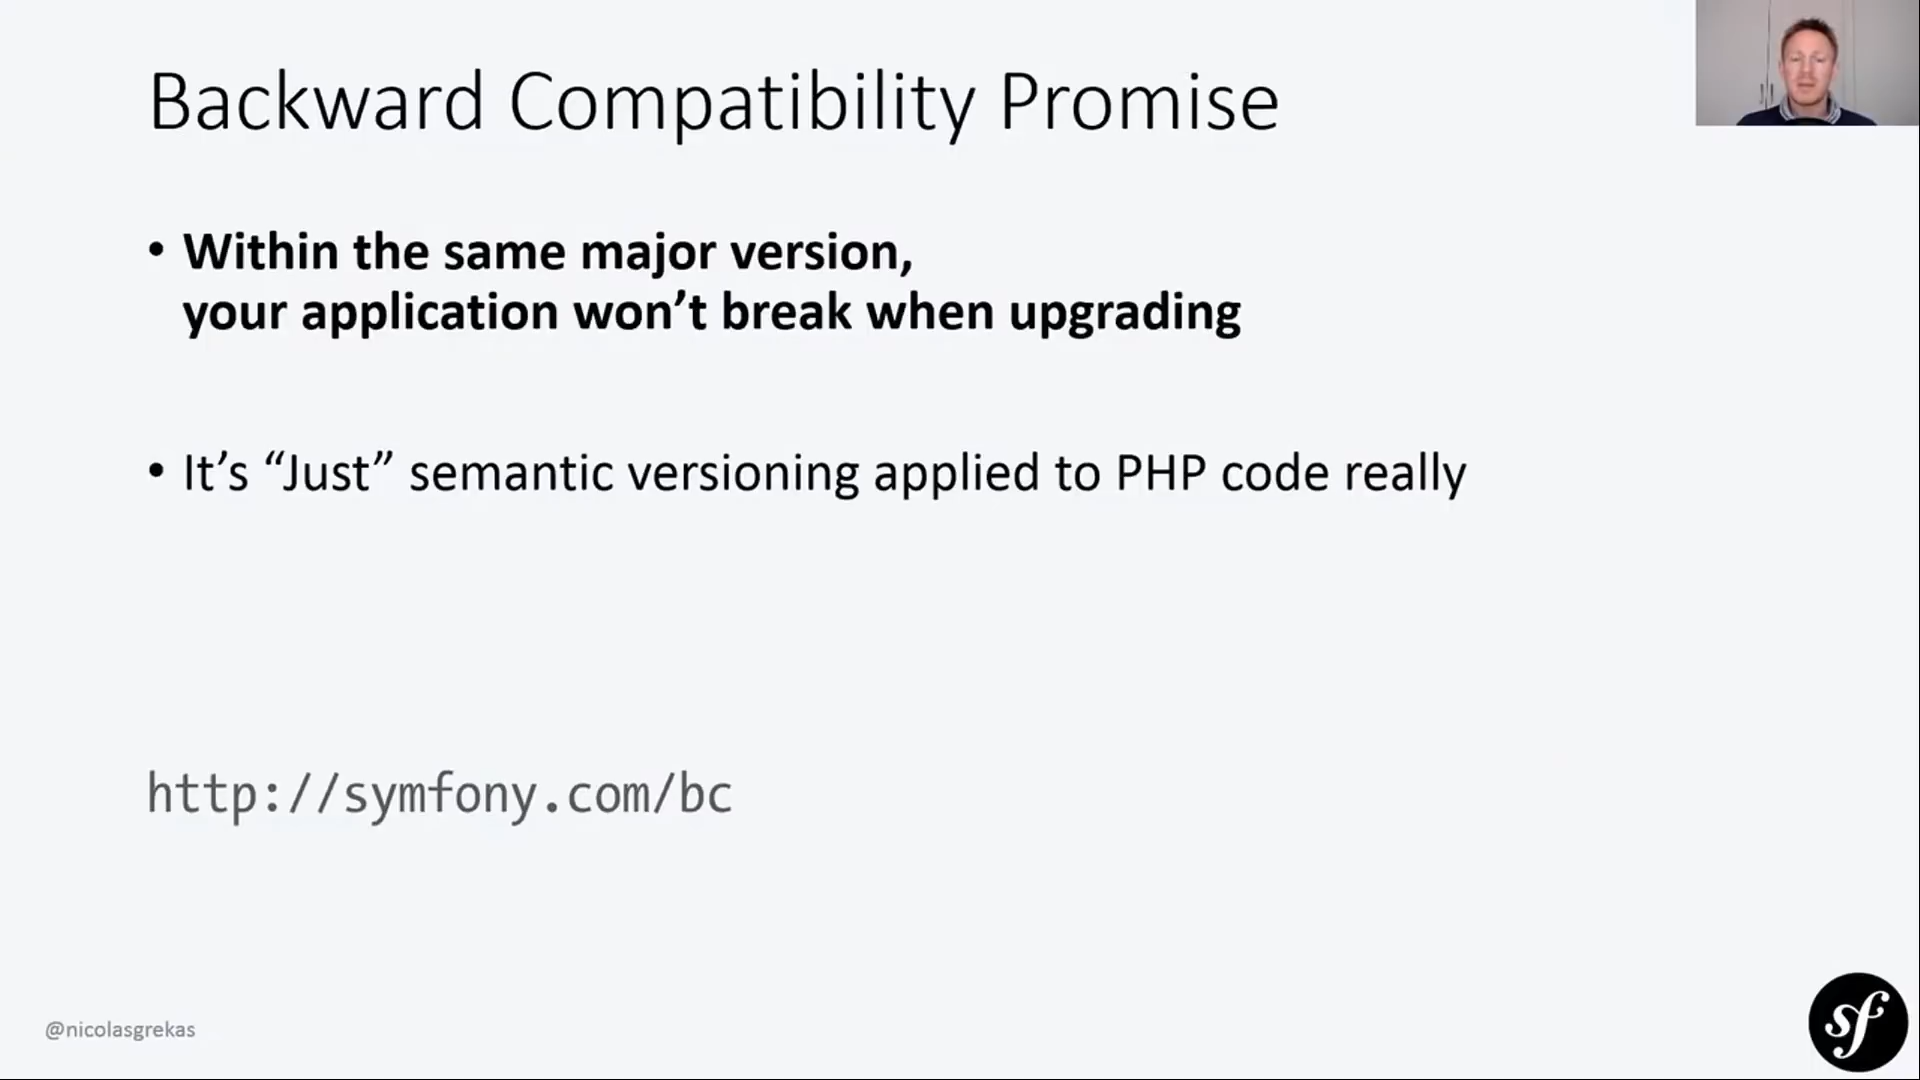 Backward Compatibility Promise
• Within the same major version,
your application won’t break when upgrading
• It’s “Just” semantic versioning applied to PHP code really
http://symfony.com/bc
@nicolasgrekas
sf